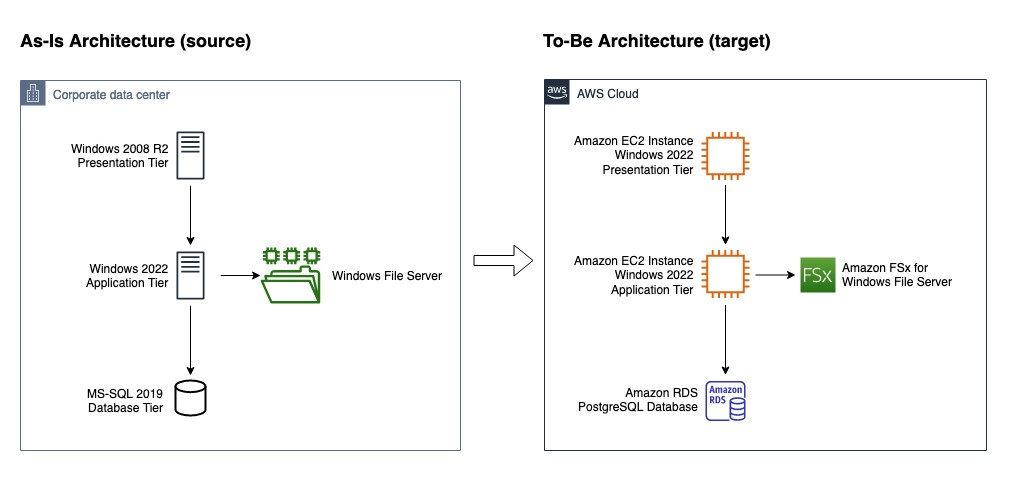 As-Is Architecture (source)
Corporate data center
Windows 2008 R2
Presentation Tier
Windows 2022
Application Tier
Windows File Server
MS-SQL 2019
Database Tier
To-Be Architecture (target)
aws
AWS Cloud
Amazon EC2 Instance
Windows 2022
Presentation Tier
Amazon EC2 Instance
Windows 2022
Application Tier
FSx
Amazon FSx for
Windows File Server
Amazon RDS
PostgreSQL Database
Amazon
RDS